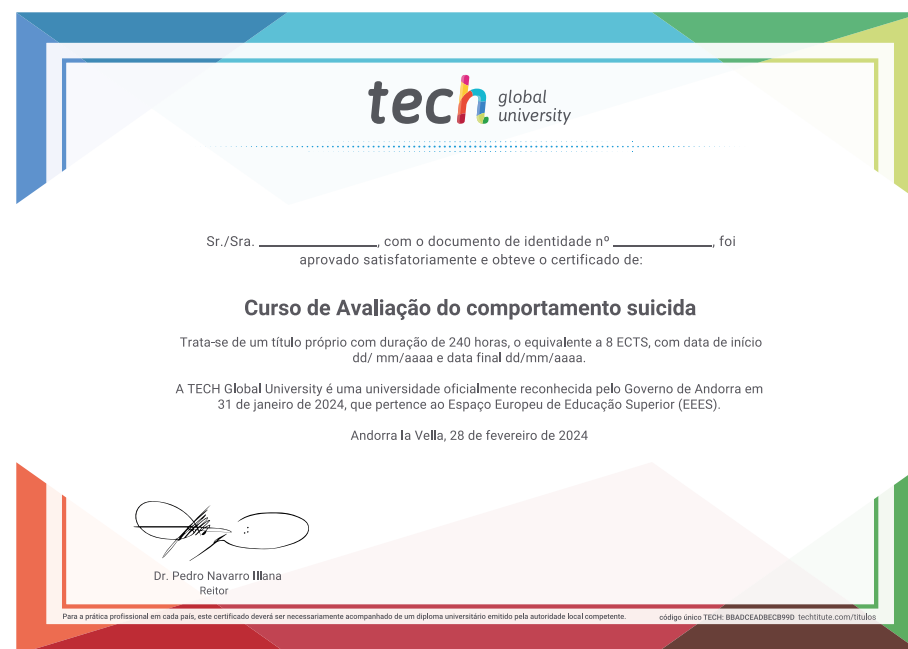 tech global university
Sr./Sra. ________________, com o documento de identidade nº _____________, foi
aprovado satisfatoriamente e obteve o certificado de:
Curso de Avaliação do comportamento suicida
Trata-se de um título próprio com duração de 240 horas, o equivalente a 8 ECTS, com data de início
dd/ mm/aaaa e data final dd/mm/aaaa.
A TECH Global University é uma universidade oficialmente reconhecida pelo Governo de Andorra em
31 de janeiro de 2024, que pertence ao Espaço Europeu de Educação Superior (EEES).
Andorra la Vella, 28 de fevereiro de 2024
Dr. Pedro Navarro Illana
Reitor
Para a prática profissional em cada país, este certificado deverá ser necessariamente acompanhado de um diploma universitário emitido pela autoridade local competente.
código único TECH: BBADCEADBECB99D techtitute.com/titulos